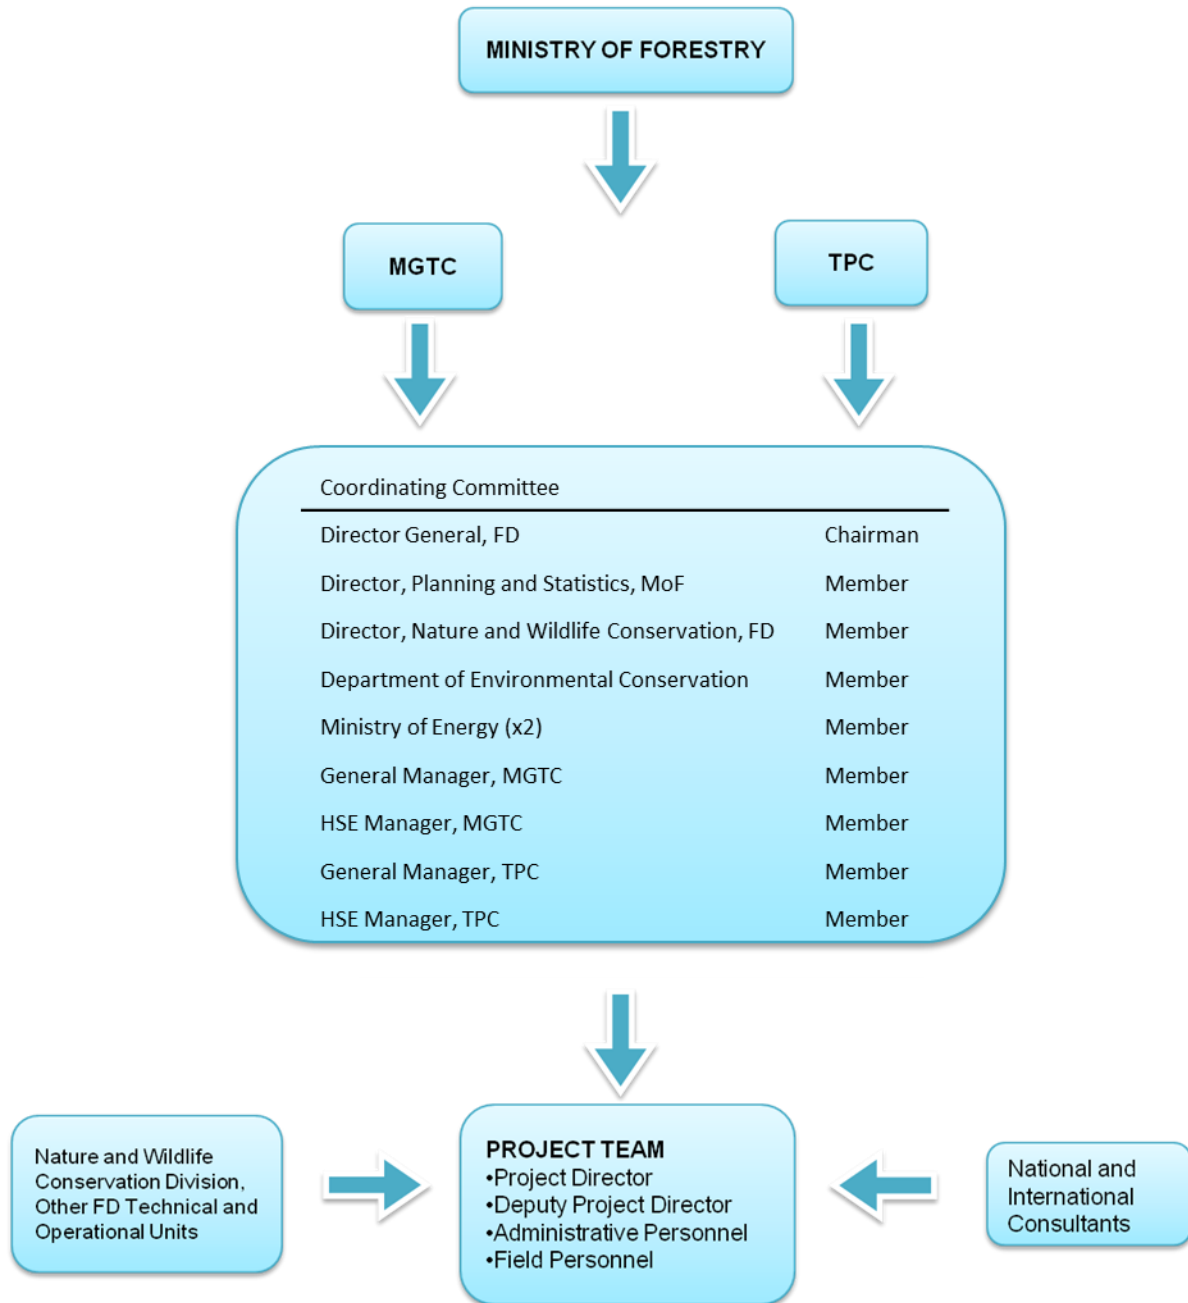 MINISTRY OF FORESTRY
MGTC
TPC
Coordinating Committee
Director General, FD Chairman
Director, Planning and Statistics, MoF Member
Director, Nature and Wildlife Conservation, FD Member
Department of Environmental Conservation Member
Ministry of Energy (x2) Member
General Manager, MGTC Member
HSE Manager, MGTC Member
General Manager, TPC Member
HSE Manager, TPC Member
Nature and Wildlife
Conservation Division,
Other FD Technical and
Operational Units
PROJECT TEAM
•Project Director
•Deputy Project Director
•Administrative Personnel
•Field Personnel
National and
International
Consultants